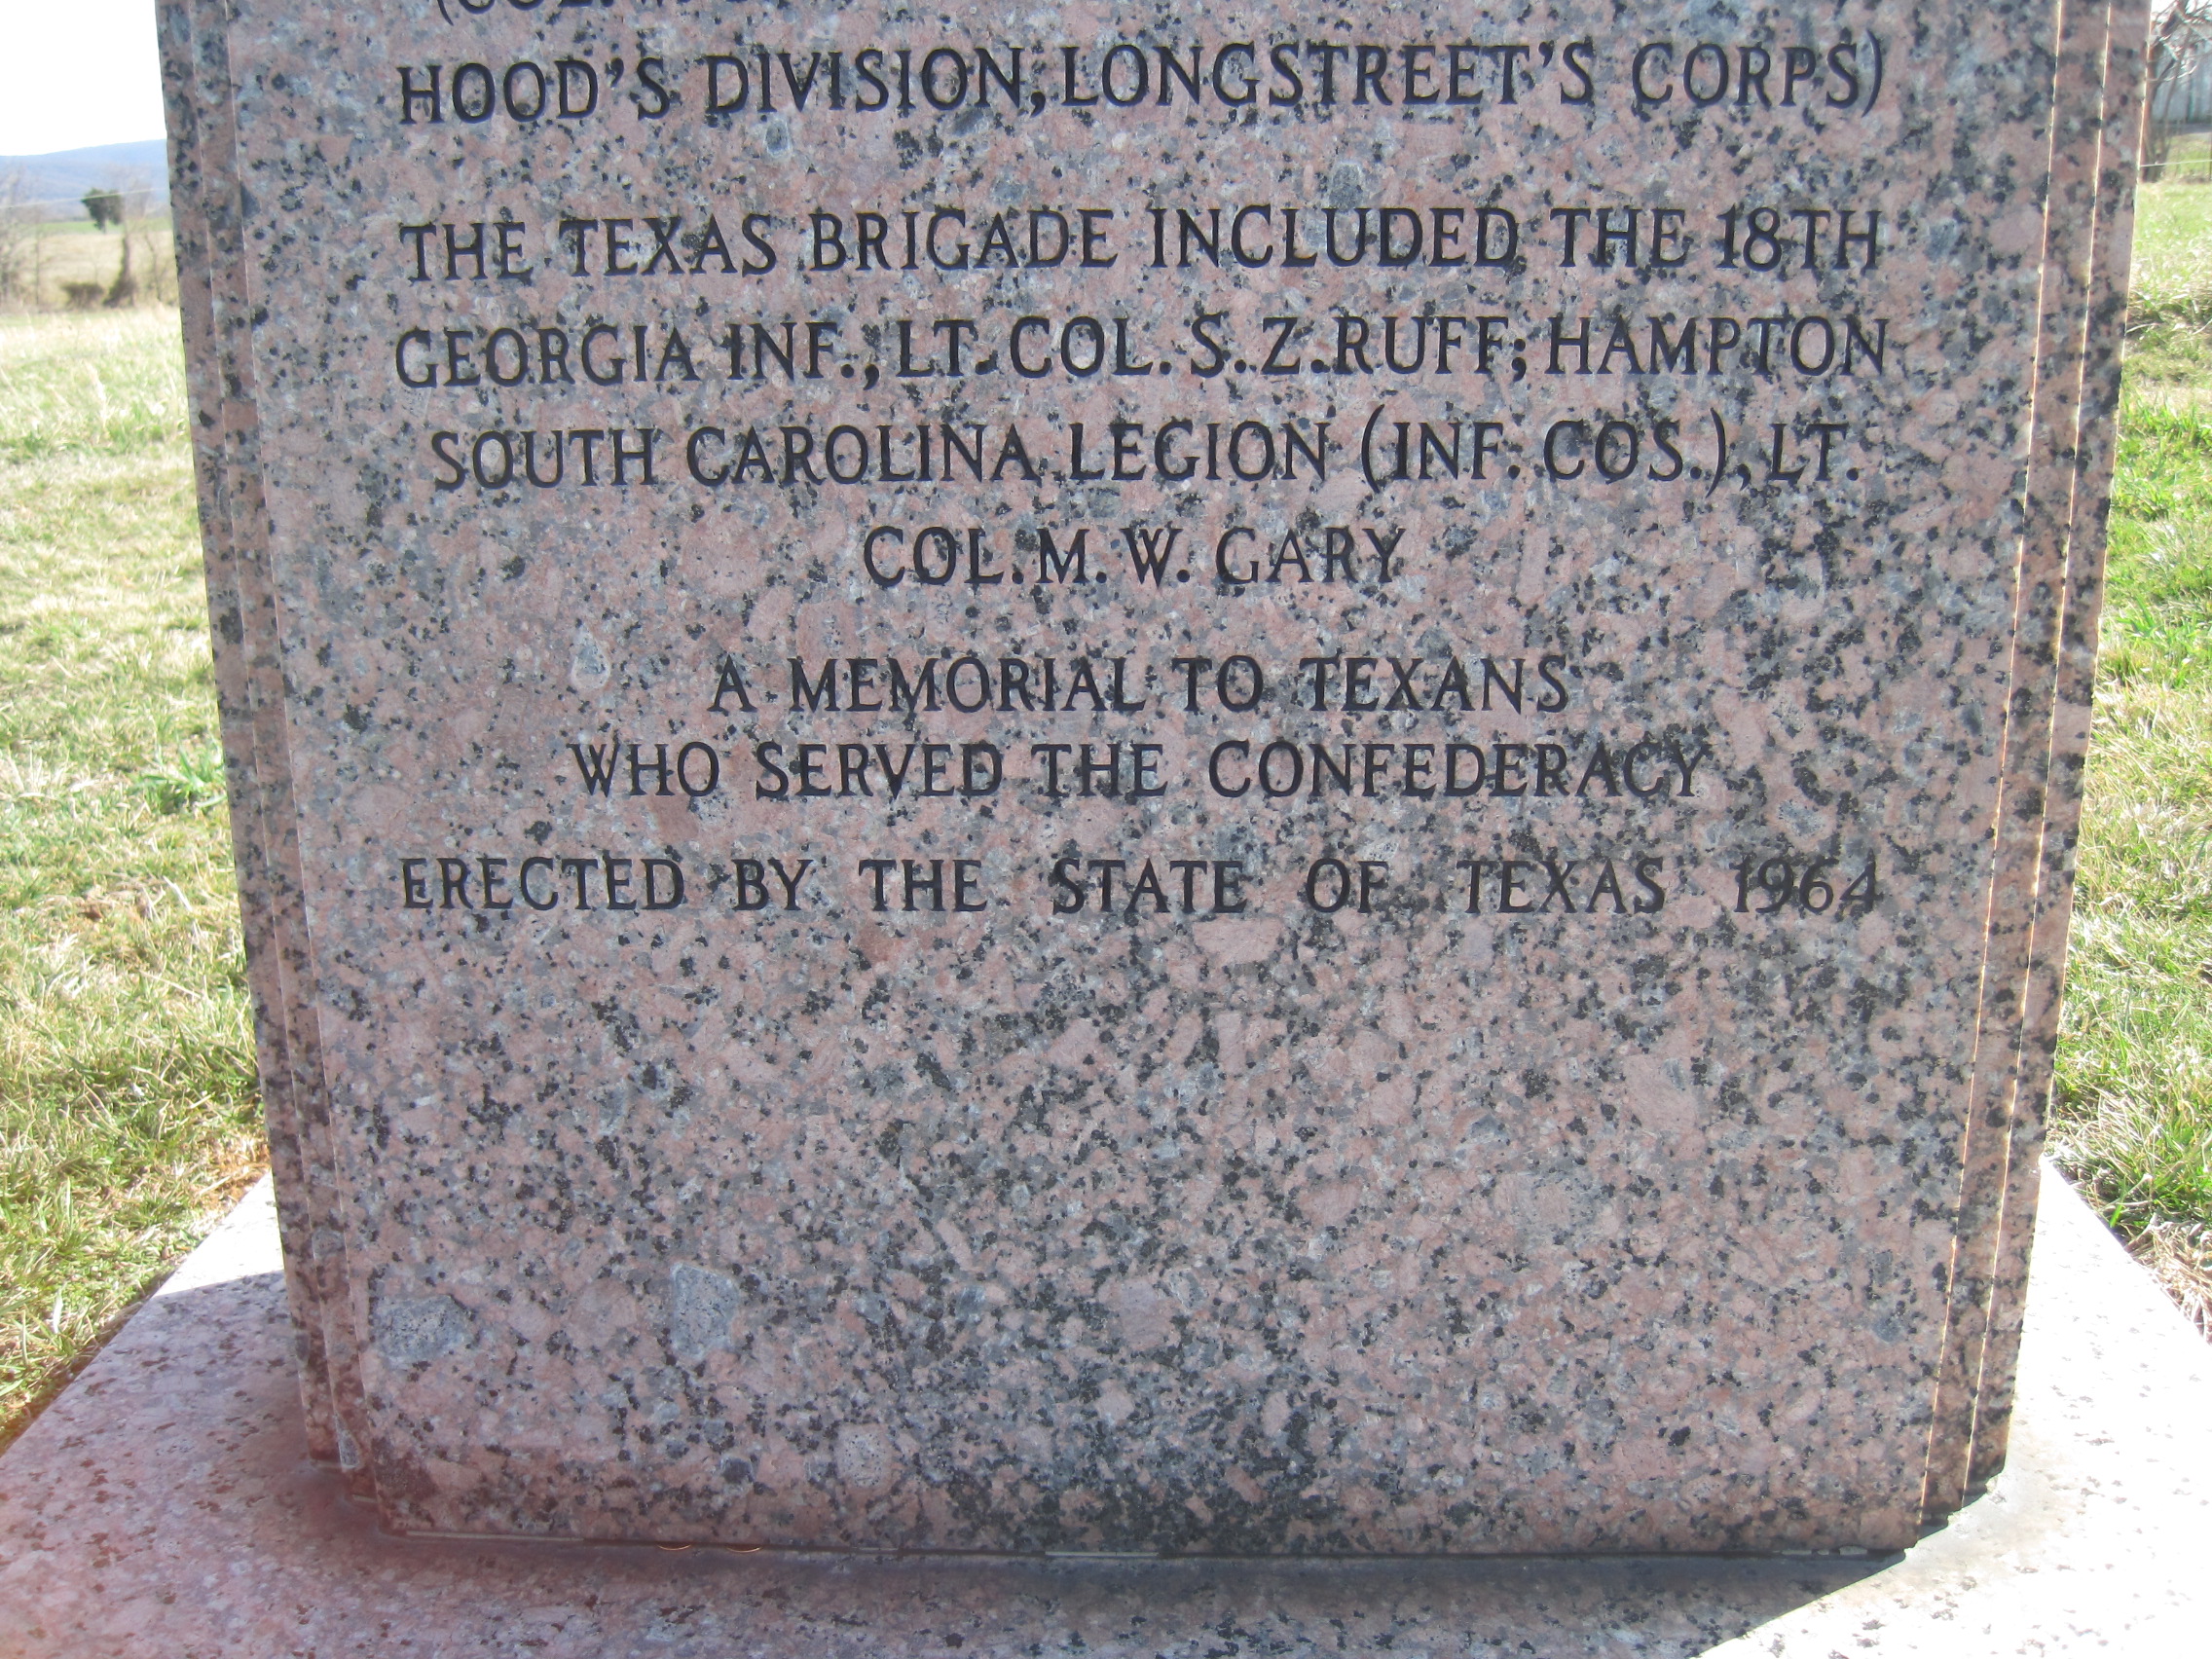 HOOD'S DIVISION, LONGSTREET'S CORPS)
THE TEXAS BRIGADE INCLUDED THE 18TH
GEORGIA INF., LT. COL. S. Z. RUFF; HAMPTON
SOUTH CAROLINA LEGION (INF. COS.), LT.
COL. M. W. GARY
A MEMORIAL TO TEXANS
WHO SERVED THE CONFEDERACY
ERECTED BY THE STATE OF TEXAS 1964